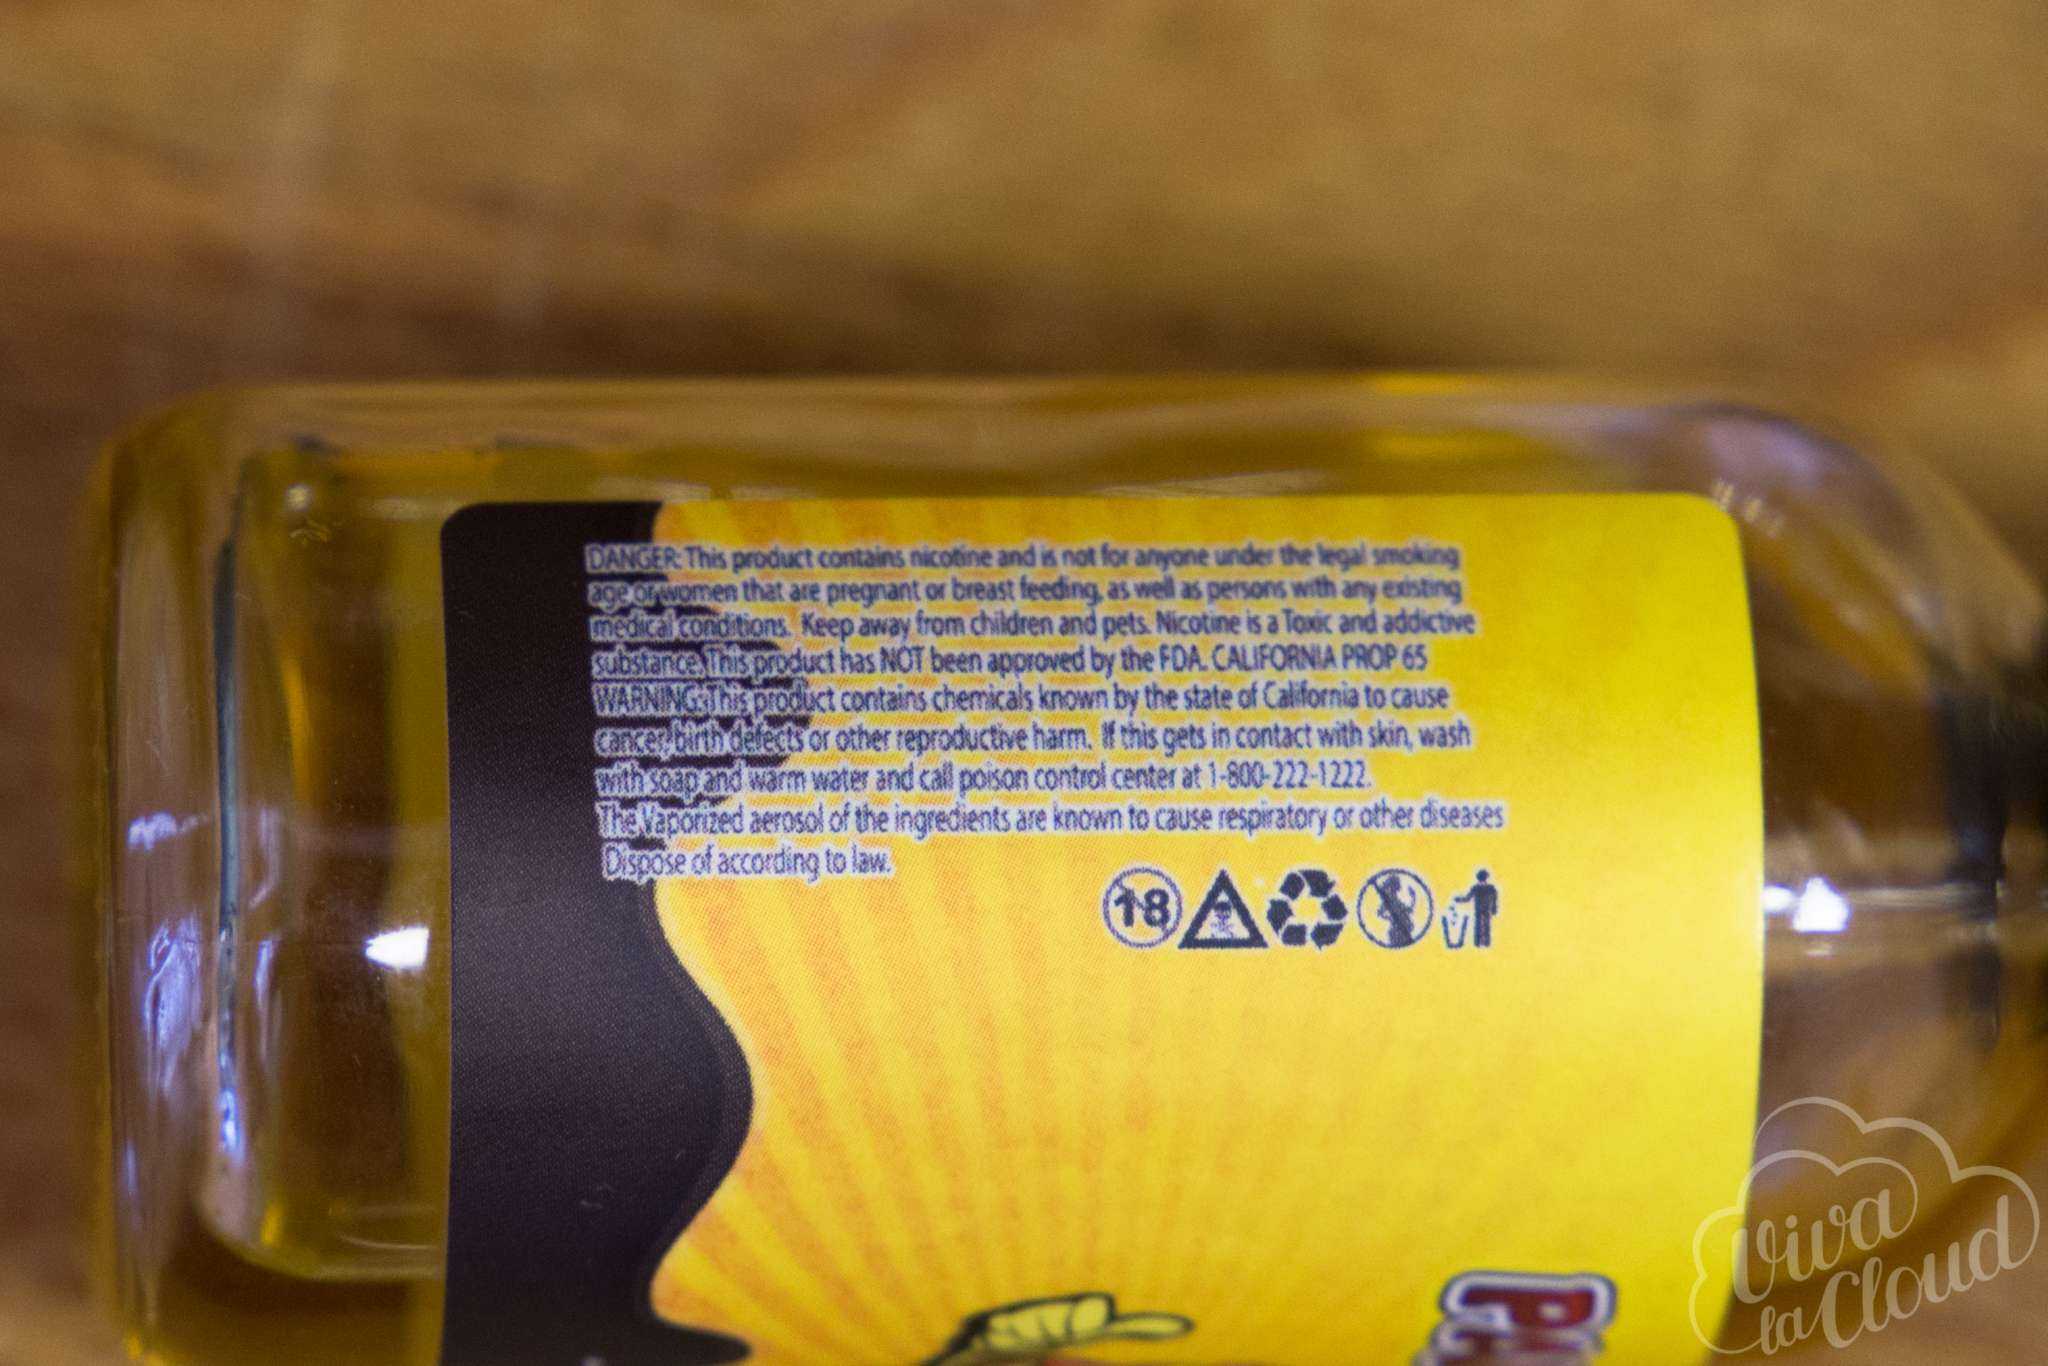 DANGER: This product contains nicotine and is not for anyone under the legal smoking
age or women that are pregnant or breast feeding, as well as persons with any existing
medical conditions. Keep away from children and pets. Nicotine is a Toxic and addictive
substance. This product has NOT been approved by the FDA. CALIFORNIA PROP 65
WARNING: This product contains chemicals known by the state of California to cause
cancer, birth defects or other reproductive harm. If this gets in contact with skin, wash
with soap and warm water and call poison control center at 1-800-222-1222.
The Vaporized aerosol of the ingredients are known to cause respiratory or other diseases
Dispose of according to law.
18
Viva
la Cloud